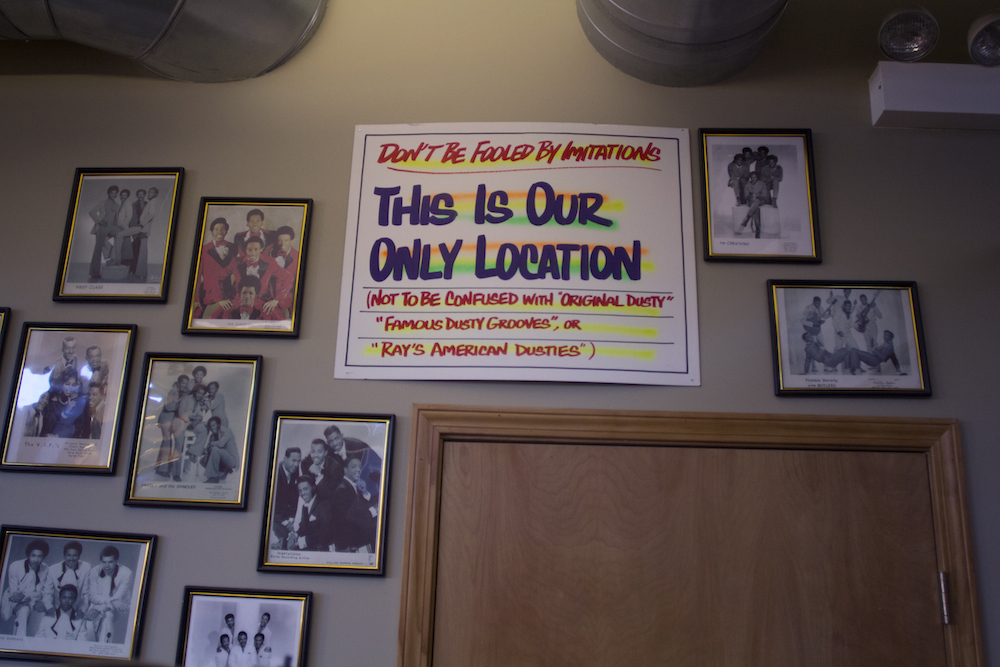 DON'T BE FOOLED BY IMITATIONS
THIS IS OUR
ONLY LOCATION
(NOT TO BE CONFUSED WITH "ORIGINAL DUSTY"
"FAMOUS DUSTY GROOVES", OR
"RAY'S AMERICAN DUSTIES")